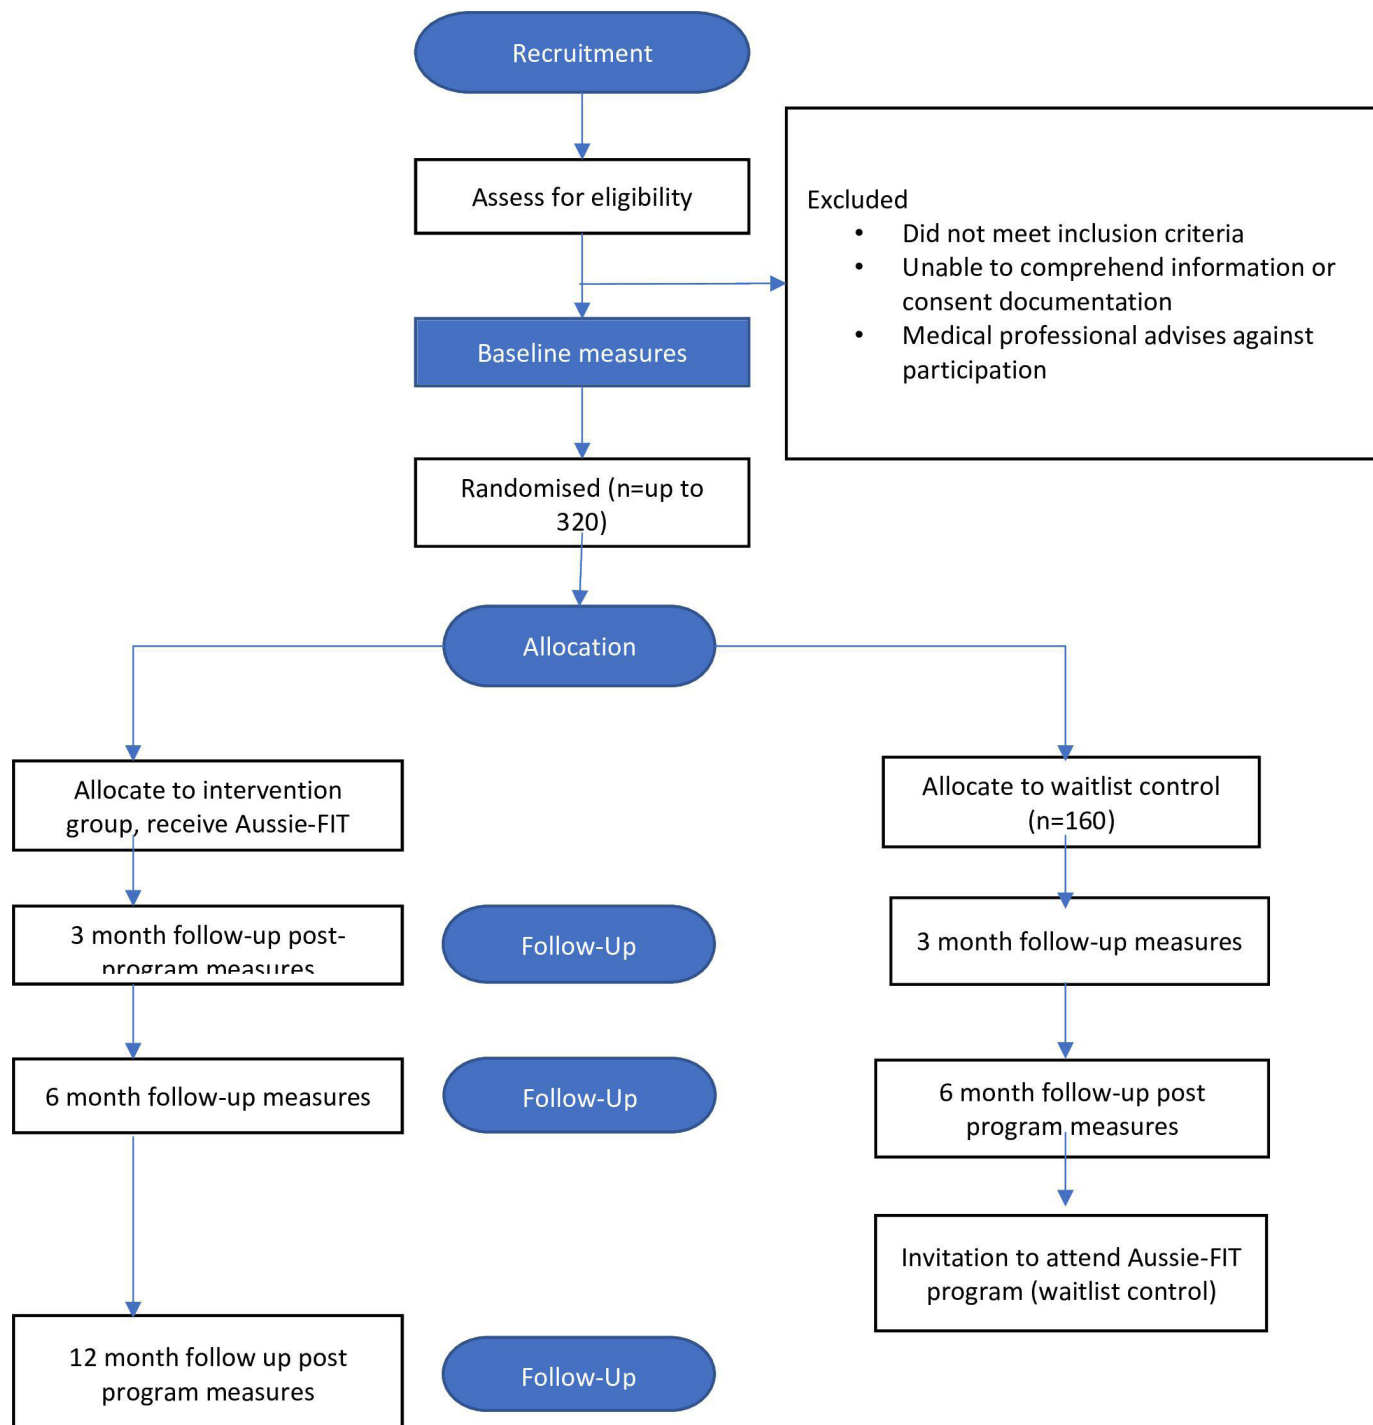 Recruitment
Assess for eligibility
Excluded
• Did not meet inclusion criteria
• Unable to comprehend information or
consent documentation
• Medical professional advises against
participation
Baseline measures
Randomised (n=up to
320)
Allocation
Allocate to intervention
group, receive Aussie-FIT
Allocate to waitlist control
(n=160)
3 month follow-up post-
program measures
Follow-Up
3 month follow-up measures
6 month follow-up measures
Follow-Up
6 month follow-up post
program measures
Invitation to attend Aussie-FIT
program (waitlist control)
12 month follow up post
program measures
Follow-Up